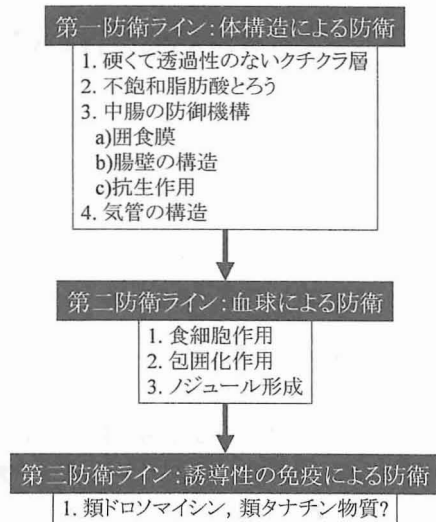 第一防衛ライン:体構造による防衛
1. 硬くて透過性のないクチクラ層
2. 不飽和脂肪酸とろう
3. 中腸の防御機構
a)囲食膜
b)腸壁の構造
c)抗生作用
4. 気管の構造
第二防衛ライン:血球による防衛
1. 食細胞作用
2. 包囲化作用
3. ノジュール形成
第三防衛ライン:誘導性の免疫による防衛
1. 類ドロソマイシン, 類タナチン物質?